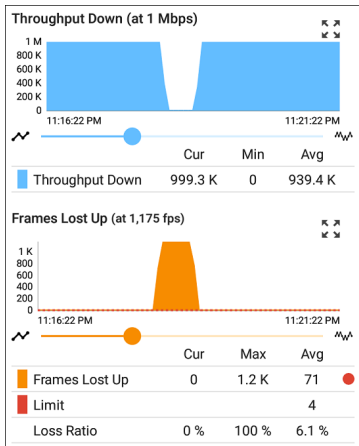 Throughput Down (at 1 Mbps)
1 M
800 K
600 K
400 K
200 K
0
11:16:22 PM 11:21:22 PM
Cur Min Avg
Throughput Down 999.3 K 0 939.4 K
Frames Lost Up (at 1,175 fps)
1 K
800
600
400
200
0
11:16:22 PM 11:21:22 PM
Cur Max Avg
Frames Lost Up 0 1.2 K 71
Limit 4
Loss Ratio 0 % 100 % 6.1 %